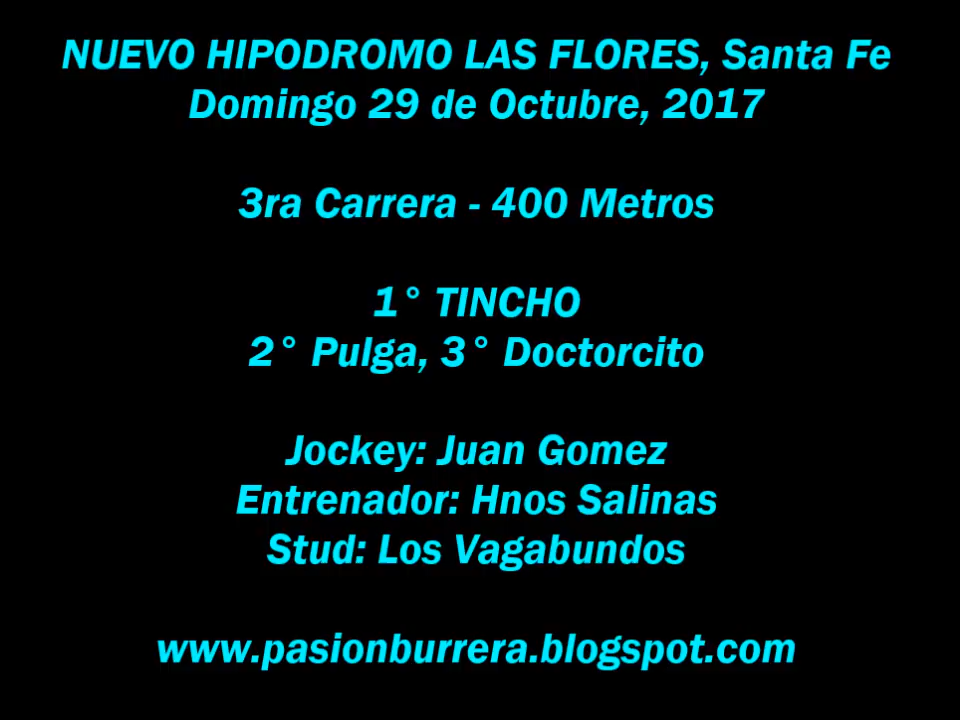 NUEVO HIPODROMO LAS FLORES, Santa Fe
Domingo 29 de Octubre, 2017
3ra Carrera - 400 Metros
1° TINCHO
2° Pulga, 3° Doctorcito
Jockey: Juan Gomez
Entrenador: Hnos Salinas
Stud: Los Vagabundos
www.pasionburrera.blogspot.com